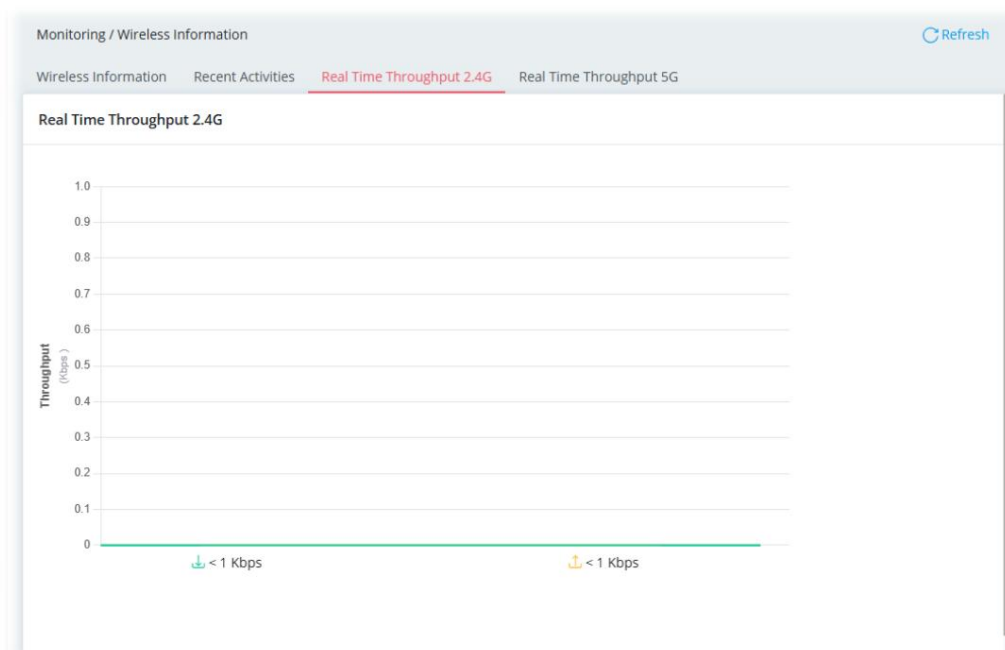 Monitoring / Wireless Information
Refresh
Wireless Information Recent Activities Real Time Throughput 2.4G Real Time Throughput 5G
Real Time Throughput 2.4G
1.0
0.9
0.8
0.7
0.6
0.5
0.4
0.3
0.2
0.1
0
Throughput
(Kbps )
< 1 Kbps
< 1 Kbps